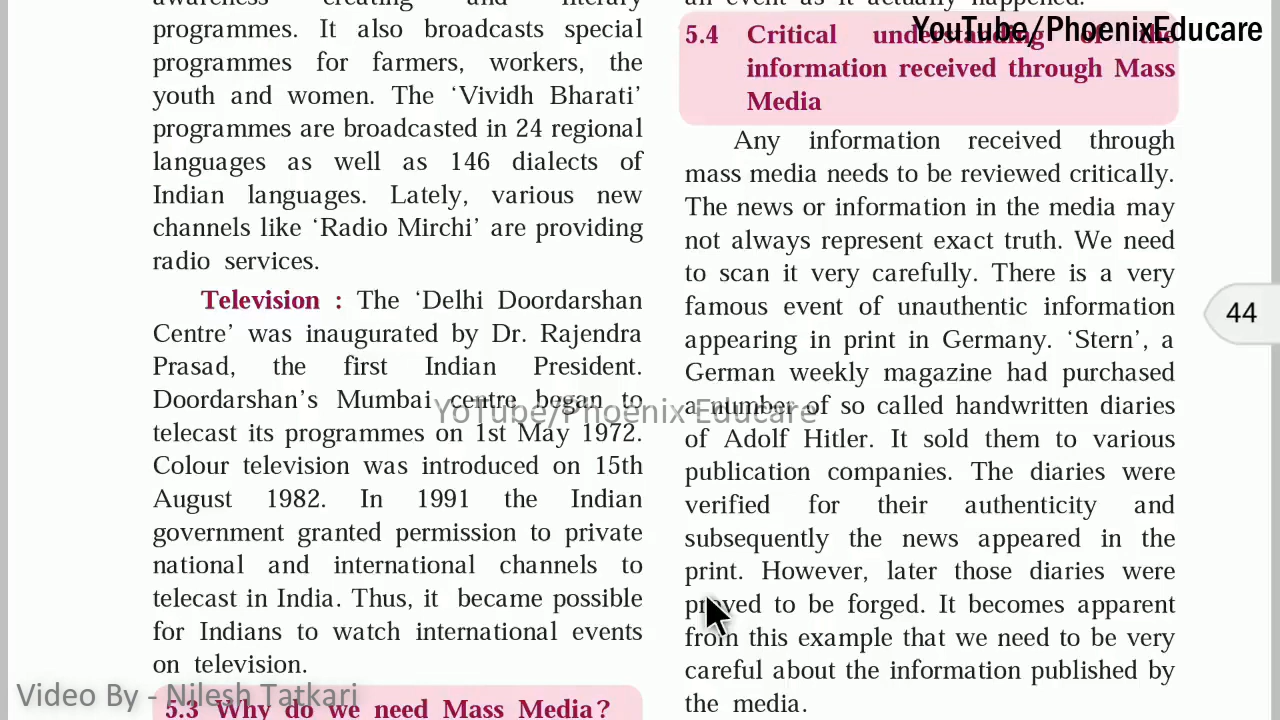 awareness creating and literary
programmes. It also broadcasts special
programmes for farmers, workers, the
youth and women. The ‘Vividh Bharati’
programmes are broadcasted in 24 regional
languages as well as 146 dialects of
Indian languages. Lately, various new
channels like ‘Radio Mirchi’ are providing
radio services.
Television : The ‘Delhi Doordarshan
Centre’ was inaugurated by Dr. Rajendra
Prasad, the first Indian President.
Doordarshan’s Mumbai centre began to
telecast its programmes on 1st May 1972.
Colour television was introduced on 15th
August 1982. In 1991 the Indian
government granted permission to private
national and international channels to
telecast in India. Thus, it became possible
for Indians to watch international events
on television.
5.3 Why do we need Mass Media?
an event as it actually happened.
5.4 Critical understanding of the
information received through Mass
Media
Any information received through
mass media needs to be reviewed critically.
The news or information in the media may
not always represent exact truth. We need
to scan it very carefully. There is a very
famous event of unauthentic information
appearing in print in Germany. ‘Stern’, a
German weekly magazine had purchased
a number of so called handwritten diaries
of Adolf Hitler. It sold them to various
publication companies. The diaries were
verified for their authenticity and
subsequently the news appeared in the
print. However, later those diaries were
proved to be forged. It becomes apparent
from this example that we need to be very
careful about the information published by
the media.
44
YouTube/PhoenixEducare
YoTube/Phoenix Educare
Video By - Nilesh Tatkari